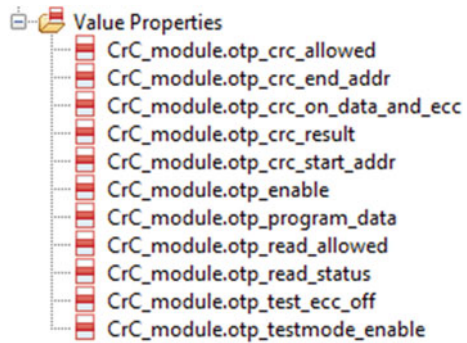 Value Properties
CrC_module.otp_crc_allowed
CrC_module.otp_crc_end_addr
CrC_module.otp_crc_on_data_and_ecc
CrC_module.otp_crc_result
CrC_module.otp_crc_start_addr
CrC_module.otp_enable
CrC_module.otp_program_data
CrC_module.otp_read_allowed
CrC_module.otp_read_status
CrC_module.otp_test_ecc_off
CrC_module.otp_testmode_enable